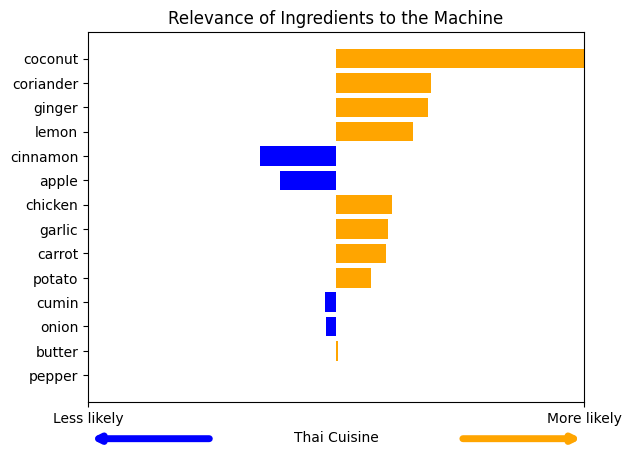 Relevance of Ingredients to the Machine
coconut
coriander
ginger
lemon
cinnamon
apple
chicken
garlic
carrot
potato
cumin
onion
butter
pepper
Less likely
More likely
Thai Cuisine